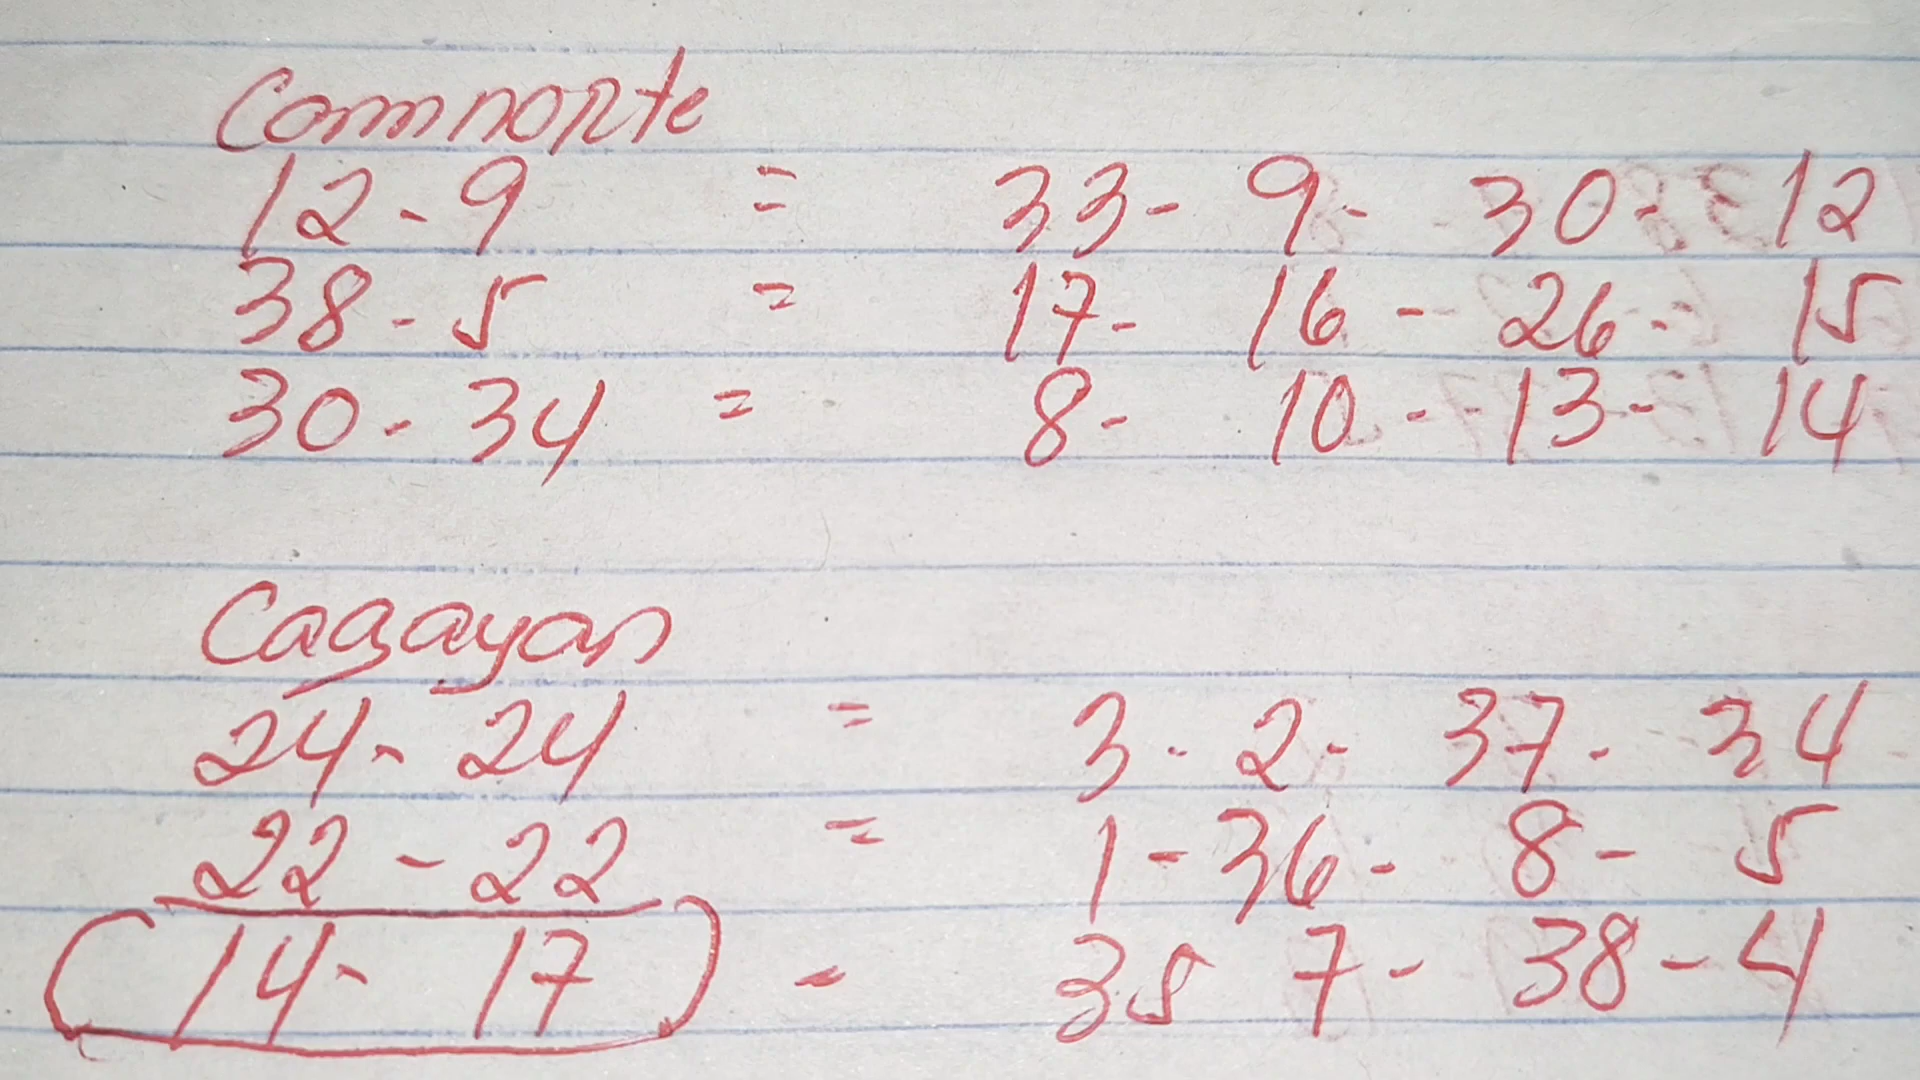 Camnorte
12 - 9 = 33 - 9 - 30 - 12
38 - 5 = 17 - 16 - 26 - 15
30 - 34 = 8 - 10 - 13 - 14
Cagayan
24 - 24 = 3 - 2 - 37 - 34
22 - 22 = 1 - 36 - 8 - 5
(14 - 17) - 35 7 - 38 - 4